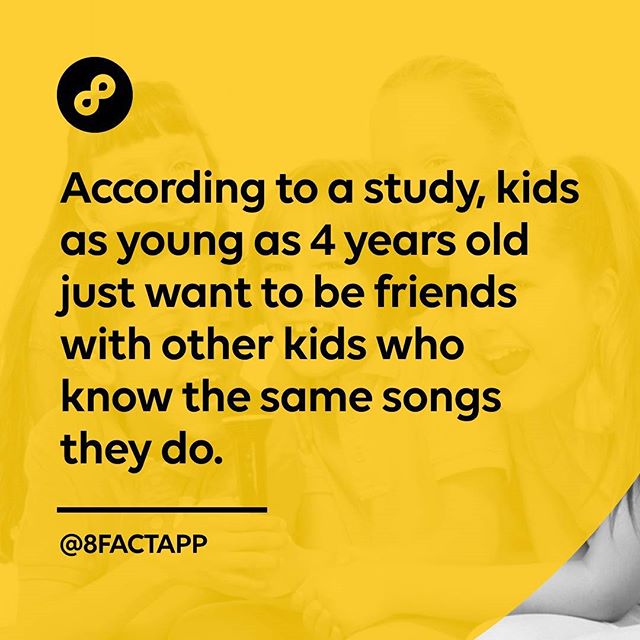 According to a study, kids
as young as 4 years old
just want to be friends
with other kids who
know the same songs
they do.
@8FACTAPP